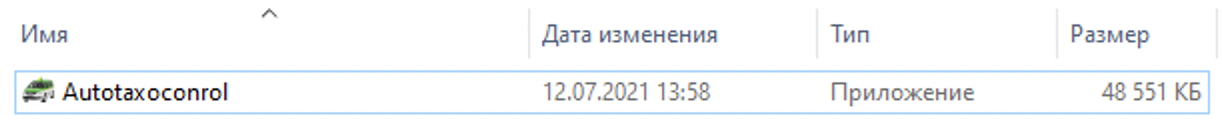 Имя Дата изменения Тип Размер
Autotaxoconrol 12.07.2021 13:58 Приложение 48 551 КБ